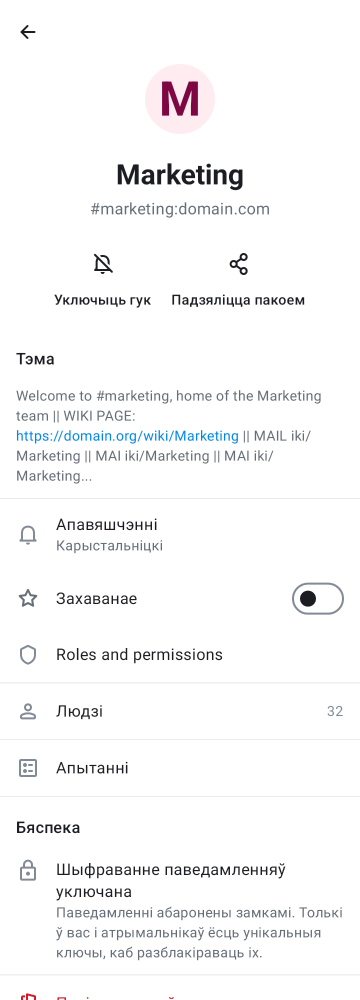 M
Marketing
#marketing:domain.com
Уключыць гук
Падзяліцца пакоем
Тэма
Welcome to #marketing, home of the Marketing
team || WIKI PAGE:
https://domain.org/wiki/Marketing || MAIL iki/
Marketing || MAI iki/Marketing || MAI iki/
Marketing...
Апавяшчэнні
Карыстальніцкі
Захаванае
Roles and permissions
Людзі 32
Апытанні
Бяспека
Шыфраванне паведамленняў
уключана
Паведамленні абаронены замкамі. Толькі
ў вас і атрымальнікаў ёсць унікальныя
ключы, каб разблакіраваць іх.